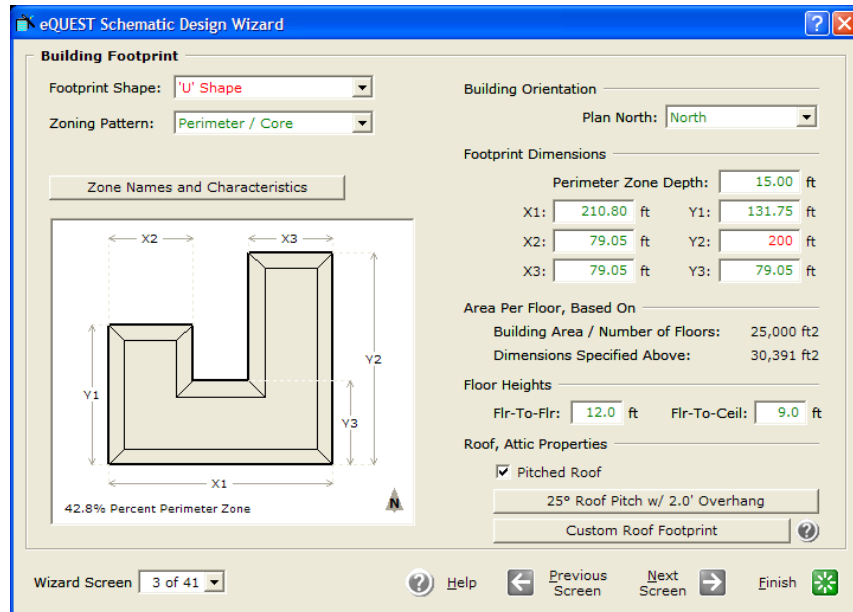 eQUEST Schematic Design Wizard
Building Footprint
Footprint Shape: 'U' Shape
Zoning Pattern: Perimeter / Core
Zone Names and Characteristics
X2
X3
Y1
Y2
Y3
X1
42.8% Percent Perimeter Zone
N
Building Orientation
Plan North: North
Footprint Dimensions
Perimeter Zone Depth: 15.00 ft
X1: 210.80 ft Y1: 131.75 ft
X2: 79.05 ft Y2: 200 ft
X3: 79.05 ft Y3: 79.05 ft
Area Per Floor, Based On
Building Area / Number of Floors: 25,000 ft2
Dimensions Specified Above: 30,391 ft2
Floor Heights
Flr-To-Flr: 12.0 ft Flr-To-Ceil: 9.0 ft
Roof, Attic Properties
Pitched Roof
25° Roof Pitch w/ 2.0' Overhang
Custom Roof Footprint ?
Wizard Screen 3 of 41
? Help
Previous
Screen
Next
Screen
Finish